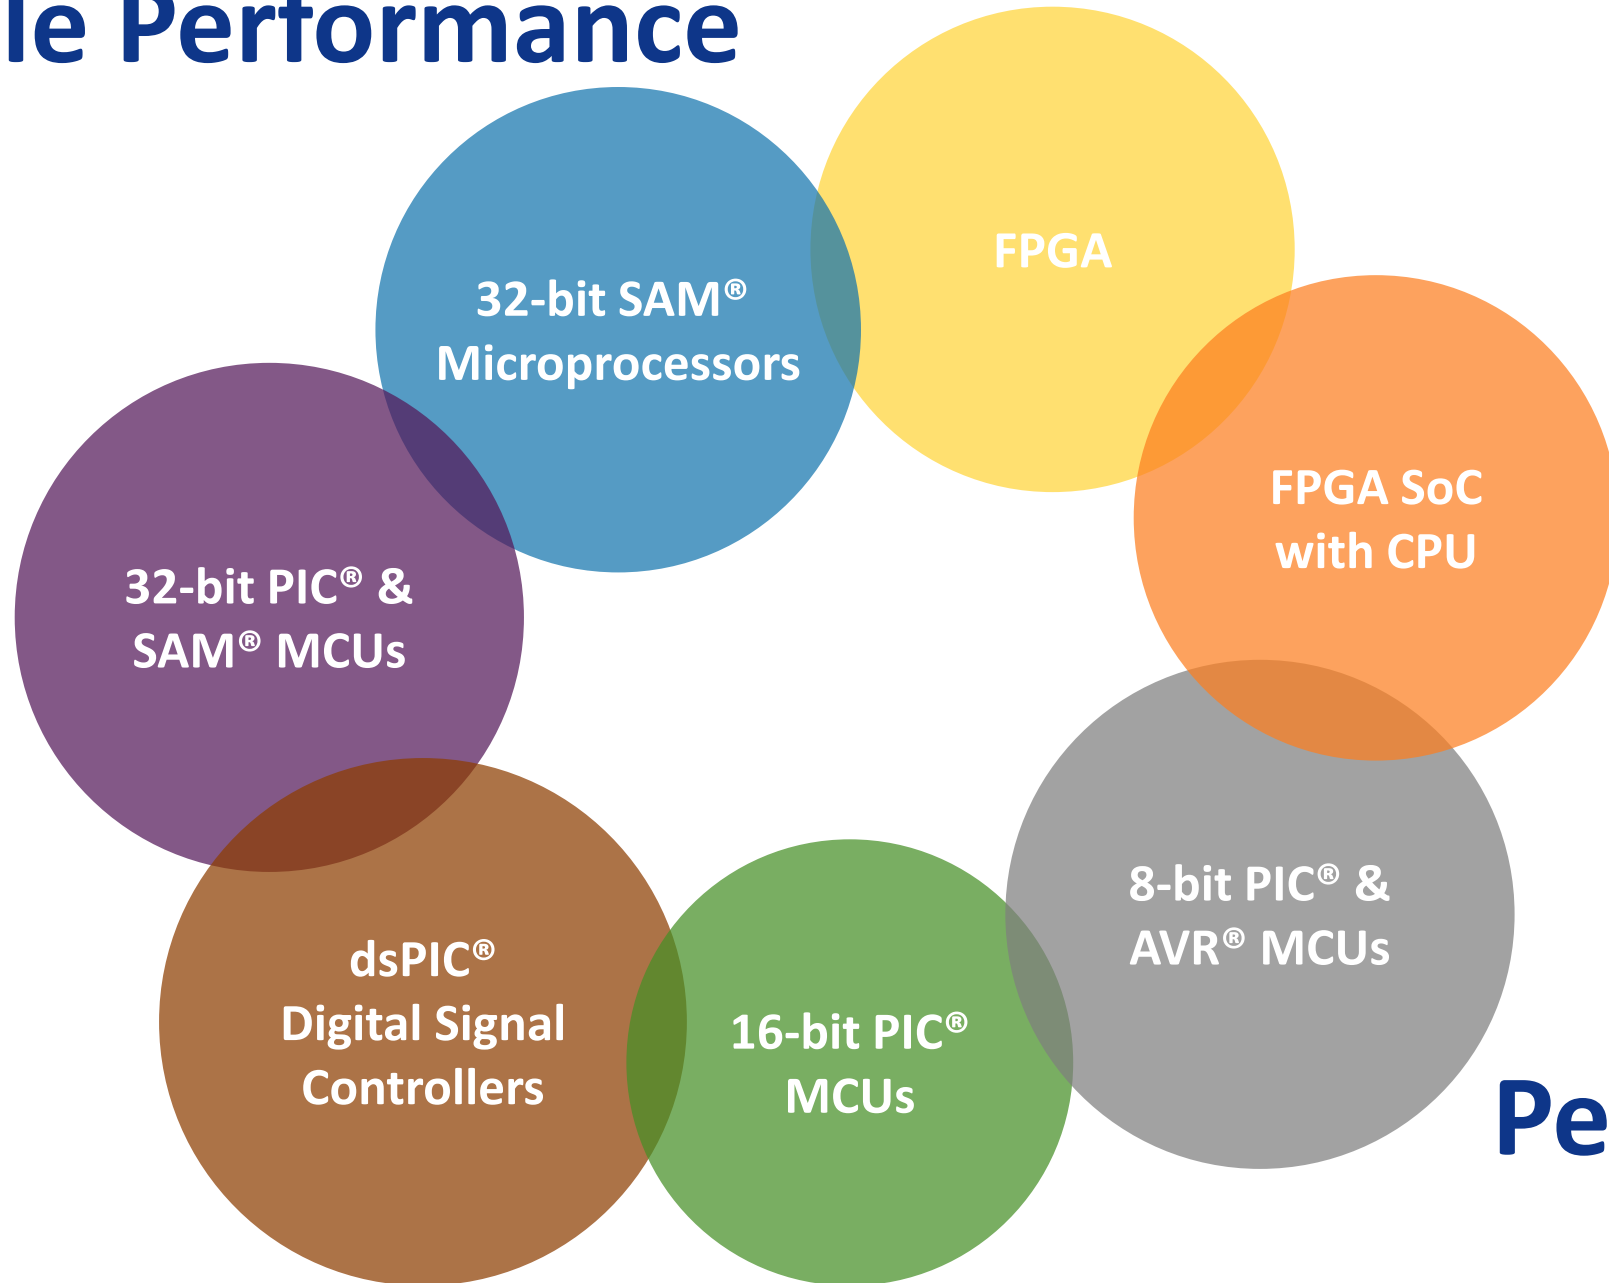 le Performance
FPGA
32-bit SAM®
Microprocessors
FPGA SoC
with CPU
32-bit PIC® &
SAM® MCUs
8-bit PIC® &
AVR® MCUs
dsPIC®
Digital Signal
Controllers
16-bit PIC®
MCUs
Pe